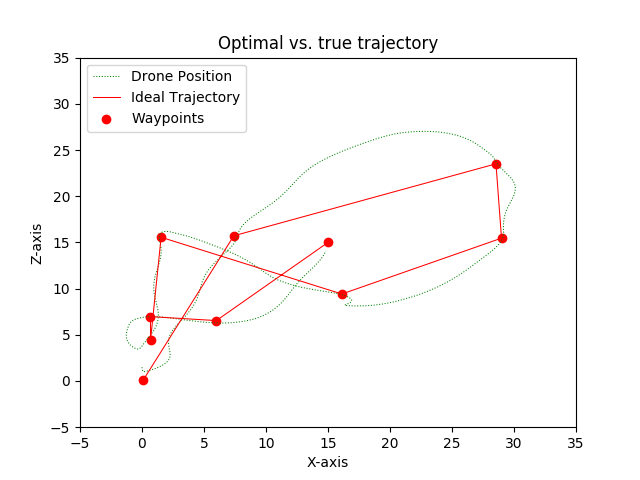 Optimal vs. true trajectory
35
30
25
20
15
10
5
0
−5
Z-axis
Drone Position
Ideal Trajectory
Waypoints
−5 0 5 10 15 20 25 30 35
X-axis